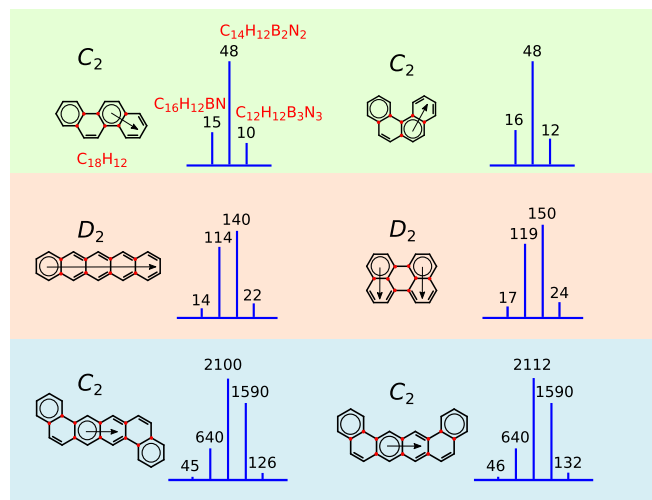 C₁₄H₁₂B₂N₂
C₂
48
C₁₆H₁₂BN
15
C₁₂H₁₂B₃N₃
10
C₁₈H₁₂
C₂
48
16
12
D₂
140
114
14
22
D₂
150
119
17
24
C₂
2100
1590
640
45
126
C₂
2112
1590
640
46
132